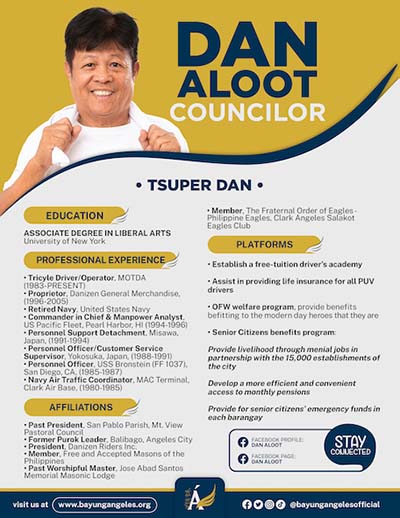 DAN
ALOOT
COUNCILOR
• TSUPER DAN •
EDUCATION
ASSOCIATE DEGREE IN LIBERAL ARTS
University of New York
PROFESSIONAL EXPERIENCE
• Tricyle Driver/Operator, MOTDA
(1983-PRESENT)
• Proprietor, Danizen General Merchandise,
(1996-2005)
• Retired Navy, United States Navy
• Commander in Chief & Manpower Analyst,
US Pacific Fleet, Pearl Harbor, HI (1994-1996)
• Personnel Support Detachment, Misawa,
Japan, (1991-1994)
• Personnel Officer/Customer Service
Supervisor, Yokosuka, Japan, (1988-1991)
• Personnel Officer, USS Bronstein (FF 1037),
San Diego, CA, (1985-1987)
• Navy Air Traffic Coordinator, MAC Terminal,
Clark Air Base, (1980-1985)
AFFILIATIONS
• Past President, San Pablo Parish, Mt. View
Pastoral Council
• Former Purok Leader, Balibago, Angeles City
• President, Danizen Riders Inc.
• Member, Free and Accepted Masons of the
Philippines
• Past Worshipful Master, Jose Abad Santos
Memorial Masonic Lodge
• Member, The Fraternal Order of Eagles -
Philippine Eagles, Clark Angeles Salakot
Eagles Club
PLATFORMS
• Establish a free-tuition driver's academy
• Assist in providing life insurance for all PUV
drivers
• OFW welfare program, provide benefits
befitting to the modern day heroes that they are
• Senior Citizens benefits program:
Provide livelihood through menial jobs in
partnership with the 15,000 establishments of
the city
Develop a more efficient and convenient
access to monthly pensions
Provide for senior citizens' emergency funds in
each barangay
FACEBOOK PROFILE:
DAN ALOOT
FACEBOOK PAGE:
DAN ALOOT
STAY
CONNECTED
visit us at www.bayungangeles.org
@bayungangelesofficial